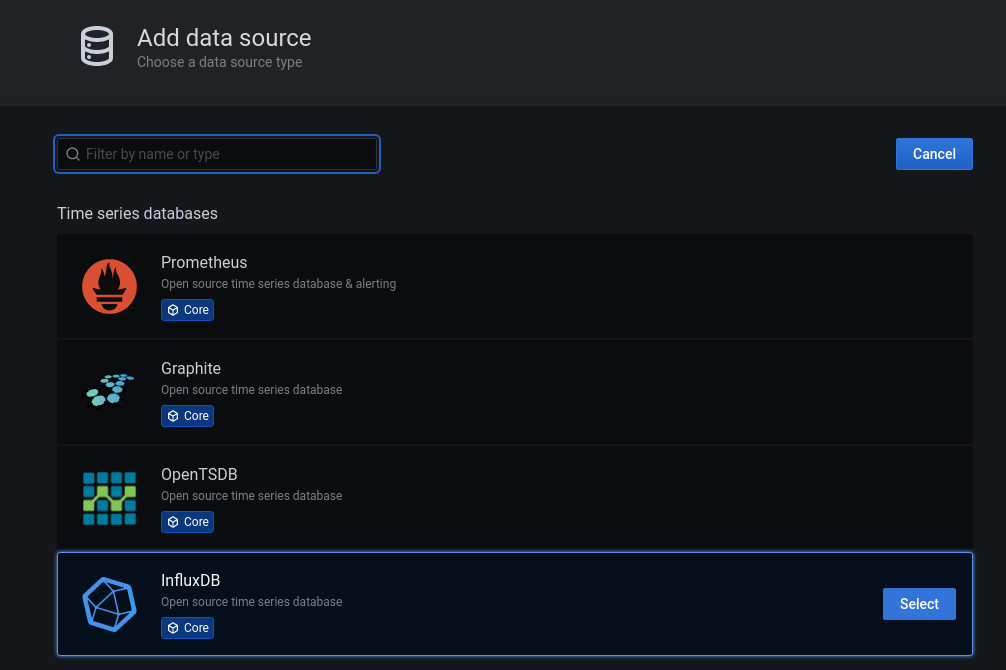 Add data source
Choose a data source type
Filter by name or type
Cancel
Time series databases
Prometheus
Open source time series database & alerting
Core
Graphite
Open source time series database
Core
OpenTSDB
Open source time series database
Core
InfluxDB
Open source time series database
Select
Core